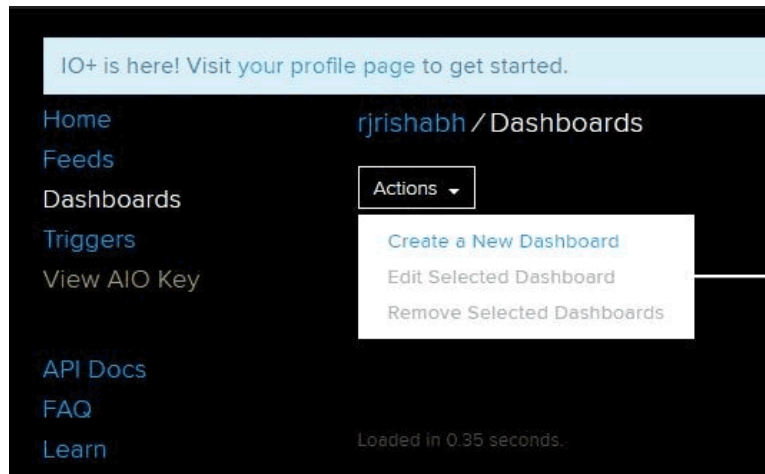 IO+ is here! Visit your profile page to get started.
Home
Feeds
Dashboards
Triggers
View AIO Key
API Docs
FAQ
Learn
rjrishabh / Dashboards
Actions
Create a New Dashboard
Edit Selected Dashboard
Remove Selected Dashboards
Loaded in 0.35 seconds.